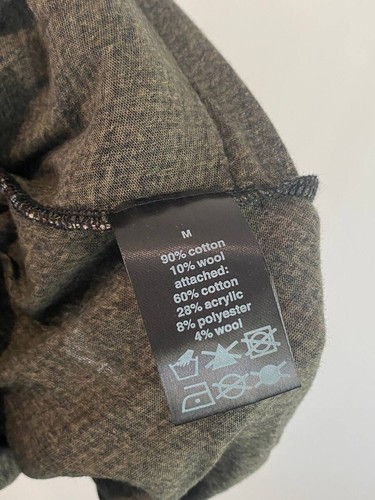 M
90% cotton
10% wool
attached:
60% cotton
28% acrylic
8% polyester
4% wool